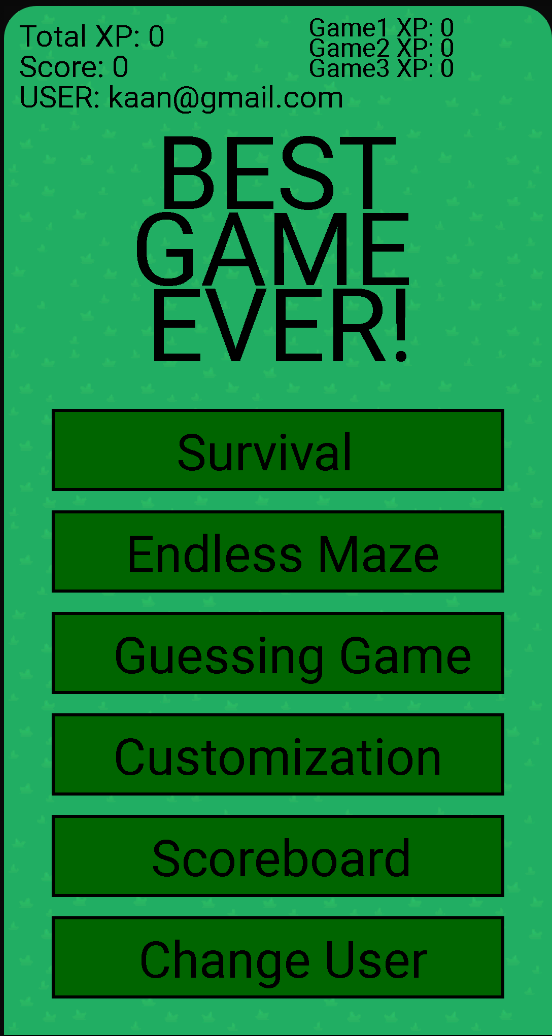 Total XP: 0
Score: 0
USER: kaan@gmail.com
Game1 XP: 0
Game2 XP: 0
Game3 XP: 0
BEST
GAME
EVER!
Survival
Endless Maze
Guessing Game
Customization
Scoreboard
Change User